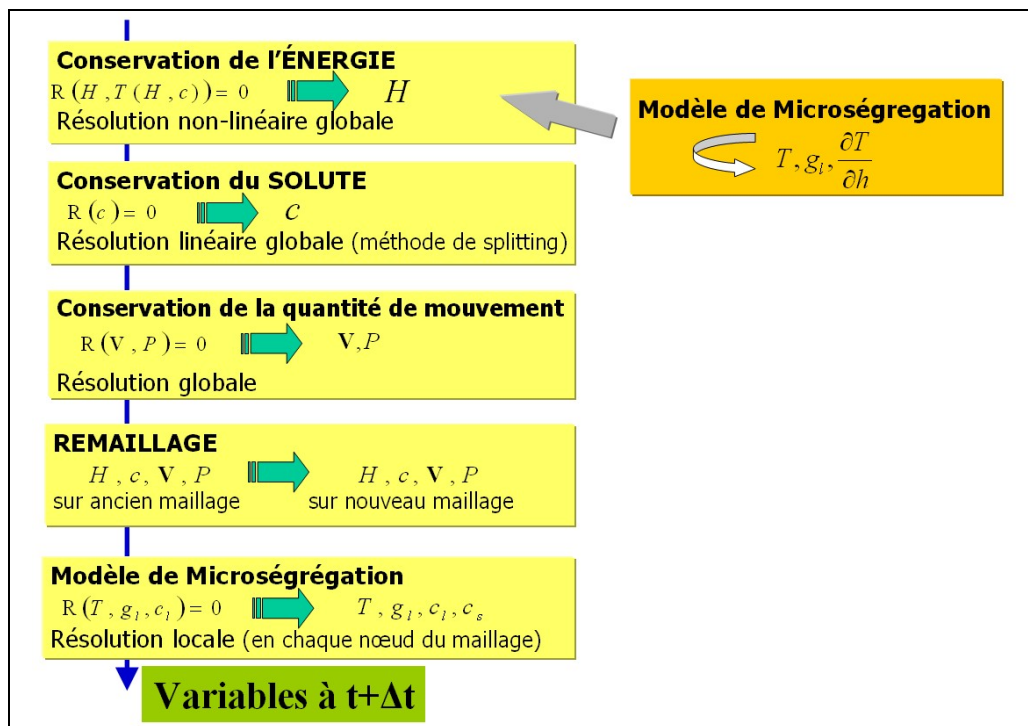 Conservation de l'ÉNERGIE
R(H,T(H,c))= 0 H
Résolution non-linéaire globale
Modèle de Microségregation
T, g_l, ∂T/∂h
Conservation du SOLUTE
R(c)= 0 c
Résolution linéaire globale (méthode de splitting)
Conservation de la quantité de mouvement
R(V,P)= 0 V,P
Résolution globale
REMAILLAGE
H, c, V, P H, c, V, P
sur ancien maillage sur nouveau maillage
Modèle de Microségrégation
R(T, g_l, c_l)= 0 T, g_l, c_l, c_s
Résolution locale (en chaque nœud du maillage)
Variables à t+Δt